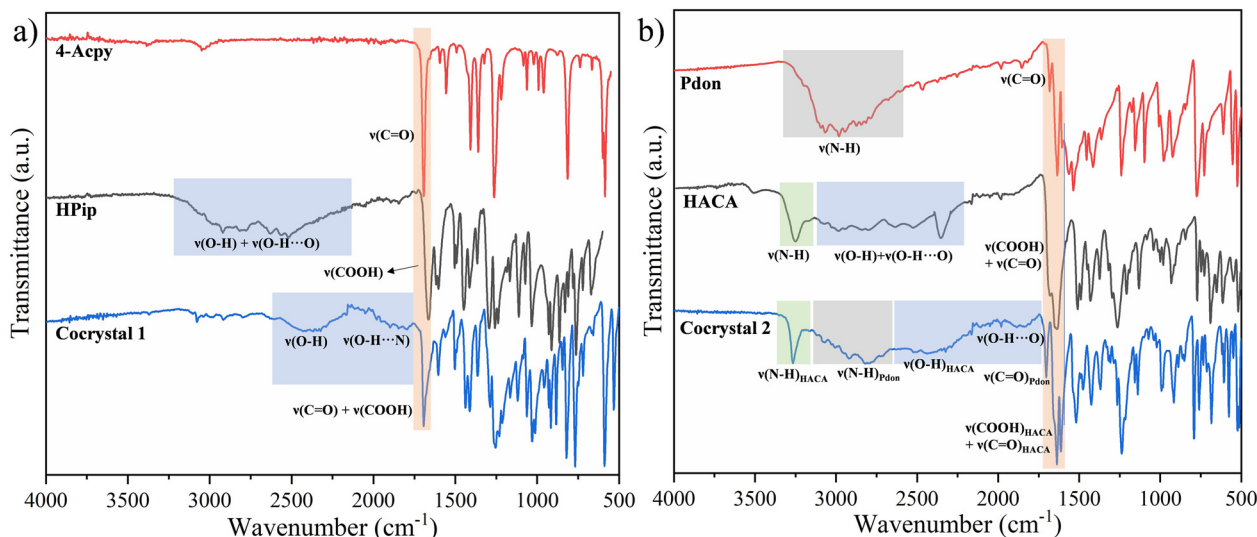 a)
4-Acpy
ν(C=O)
HPip
ν(O-H) + ν(O-H···O)
ν(COOH)
Cocrystal 1
ν(O-H)
ν(O-H···N)
ν(C=O) + ν(COOH)
Transmittance (a.u.)
4000 3500 3000 2500 2000 1500 1000 500
Wavenumber (cm⁻¹)
b)
Pdon
ν(C=O)
ν(N-H)
HACA
ν(N-H)
ν(O-H)+ν(O-H···O)
ν(COOH)
+ ν(C=O)
Cocrystal 2
ν(N-H)HACA
ν(N-H)Pdon
ν(O-H)HACA
ν(O-H···O)
ν(C=O)Pdon
ν(COOH)HACA
+ ν(C=O)HACA
Transmittance (a.u.)
4000 3500 3000 2500 2000 1500 1000 500
Wavenumber (cm⁻¹)